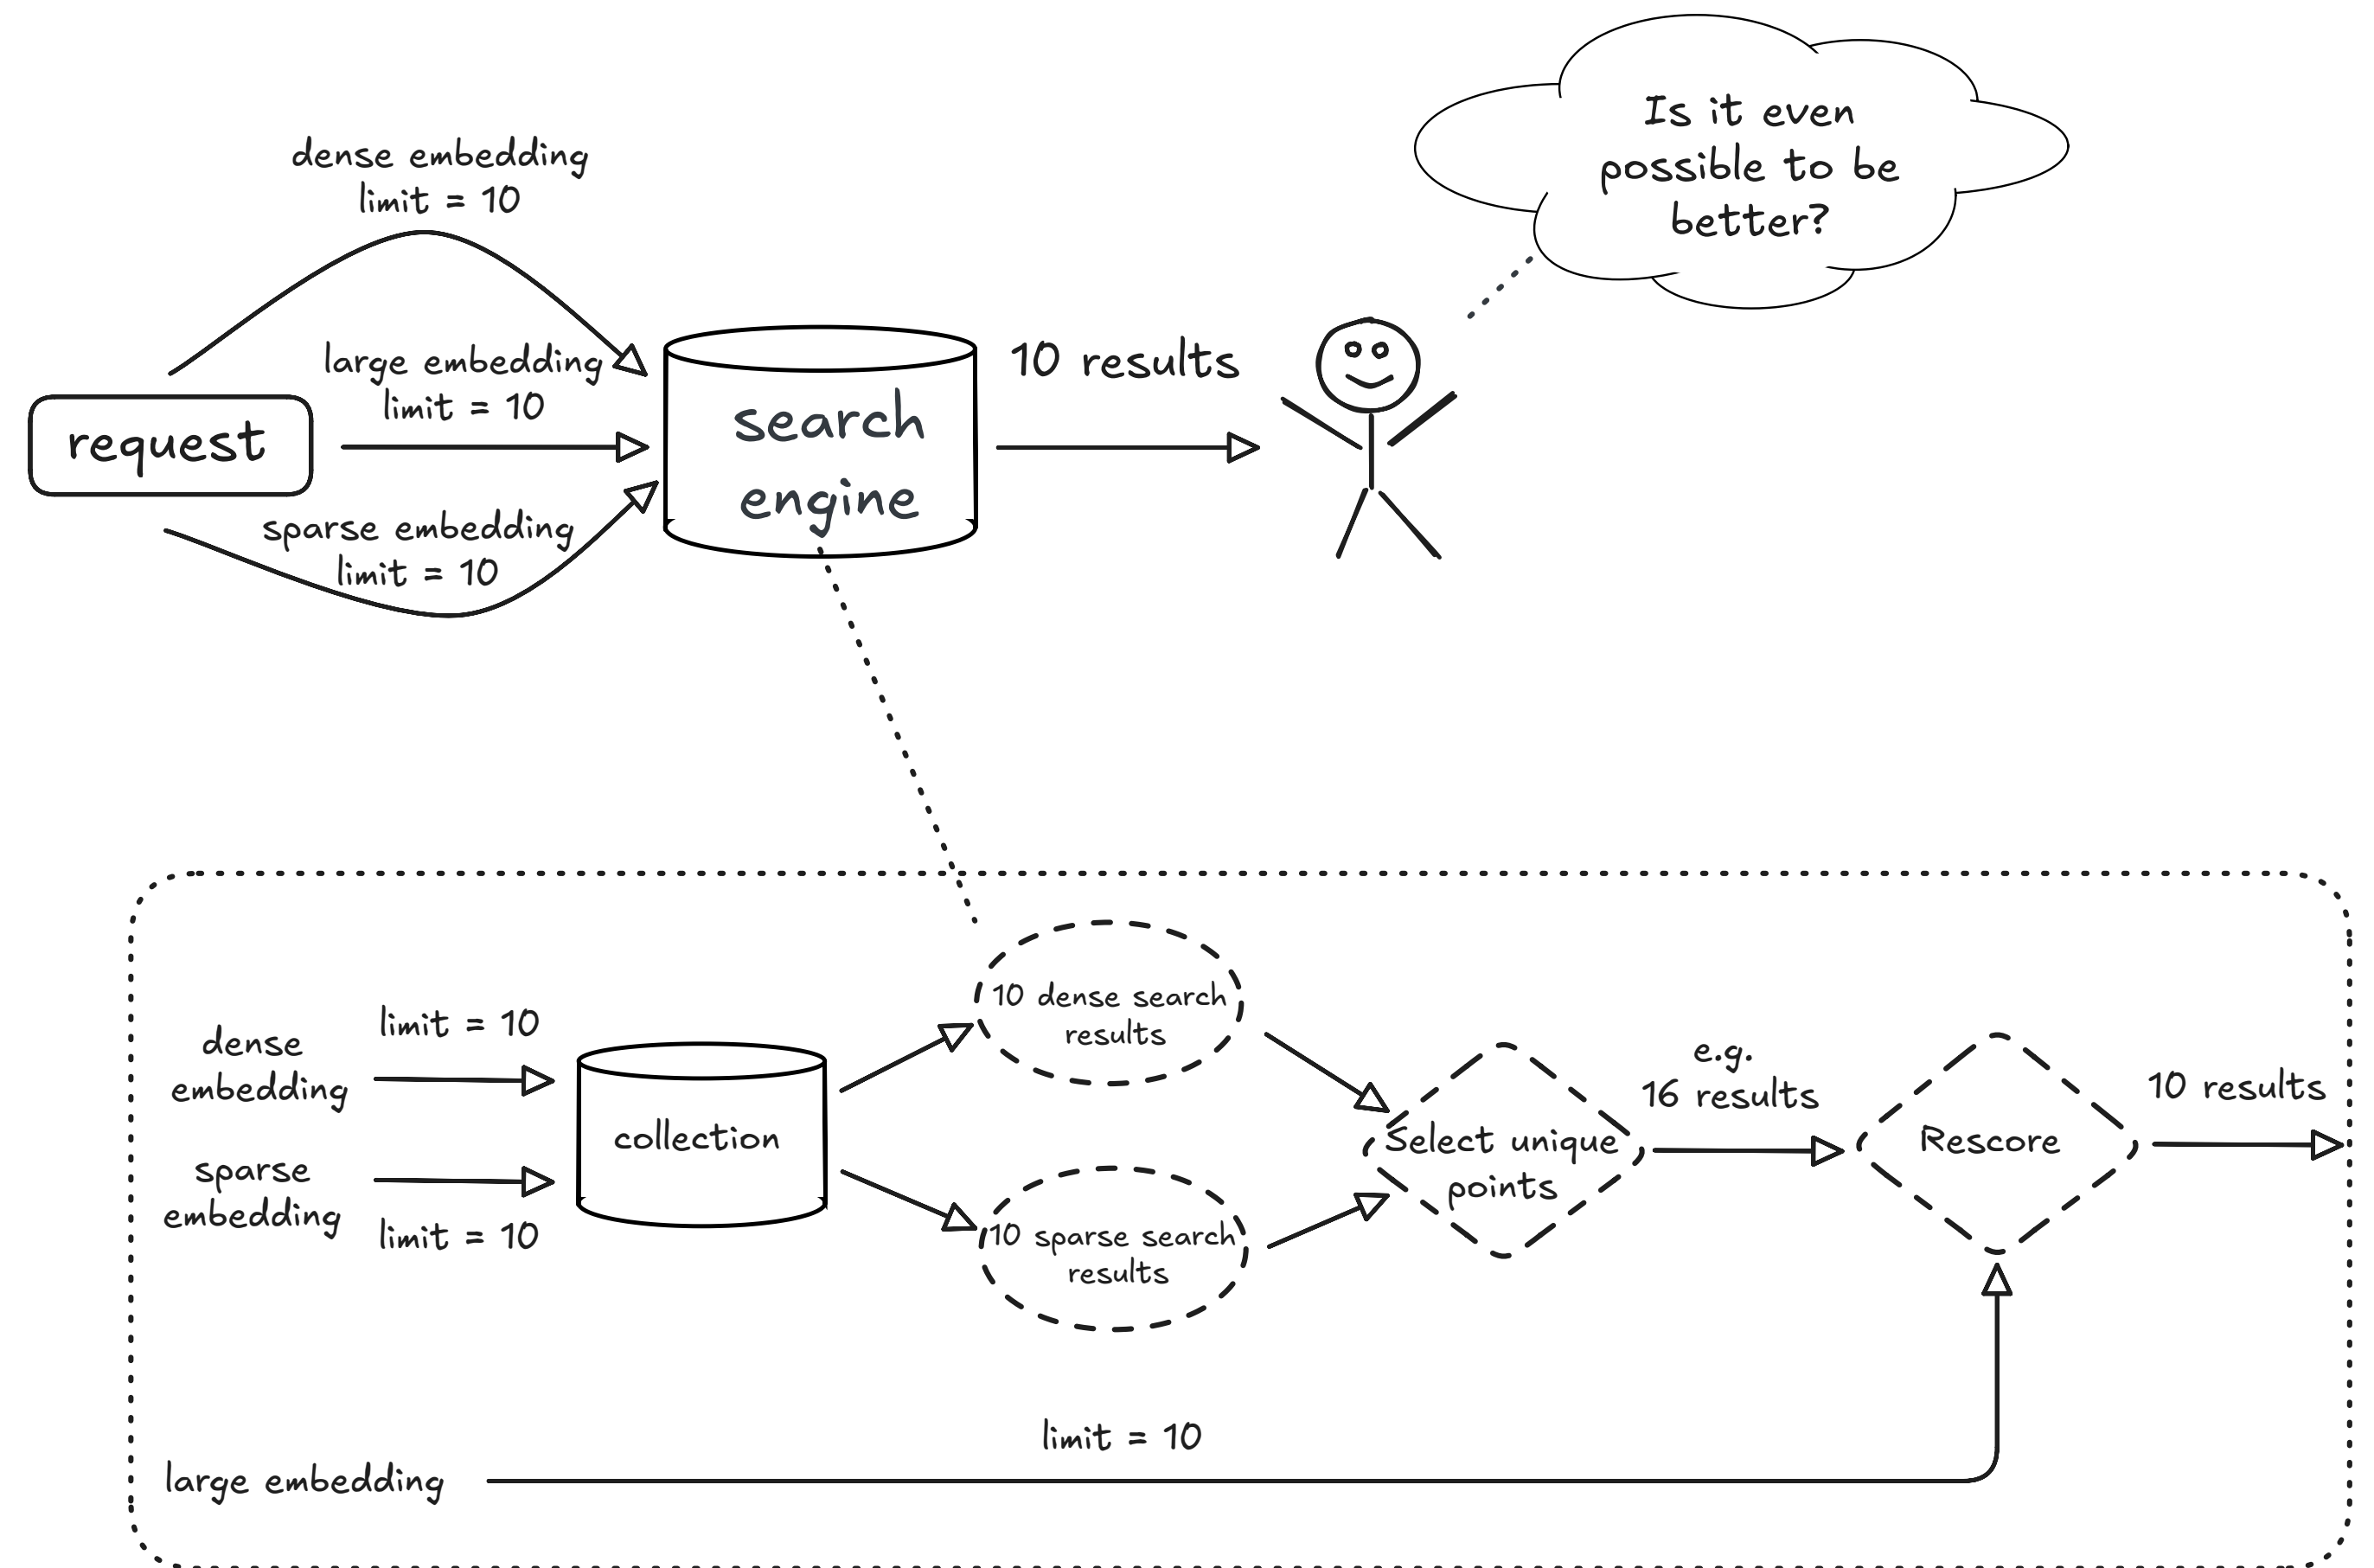 Is it even
possible to be
better?
dense embedding
limit = 10
large embedding
limit = 10
10 results
request
search
engine
sparse embedding
limit = 10
10 dense search
results
limit = 10
dense
embedding
e.g.
16 results
10 results
collection
Select unique
points
Rescore
sparse
embedding
limit = 10
10 sparse search
results
limit = 10
large embedding